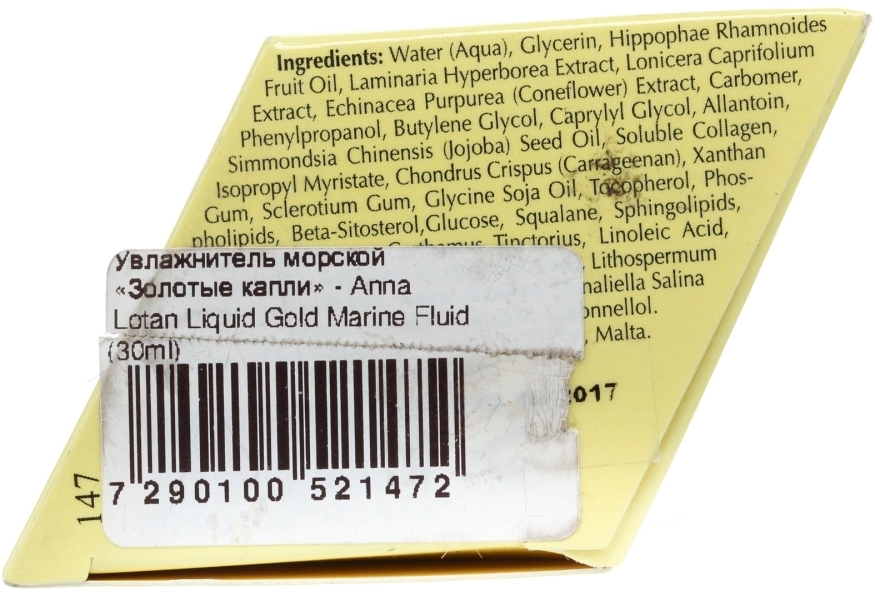 Ingredients: Water (Aqua), Glycerin, Hippophae Rhamnoides
Fruit Oil, Laminaria Hyperborea Extract, Lonicera Caprifolium
Extract, Echinacea Purpurea (Coneflower) Extract, Carbomer,
Phenylpropanol, Butylene Glycol, Caprylyl Glycol, Allantoin,
Simmondsia Chinensis (Jojoba) Seed Oil, Soluble Collagen,
Isopropyl Myristate, Chondrus Crispus (Carrageenan), Xanthan
Gum, Sclerotium Gum, Glycine Soja Oil, Tocopherol, Phos-
pholipids, Beta-Sitosterol,Glucose, Squalane, Sphingolipids,
Tinctorius, Linoleic Acid,
, Lithospermum
Salina
, Malta.
Увлажнитель морской
«Золотые капли» - Anna
Lotan Liquid Gold Marine Fluid
(30ml)
2017
147
7 290100 521472